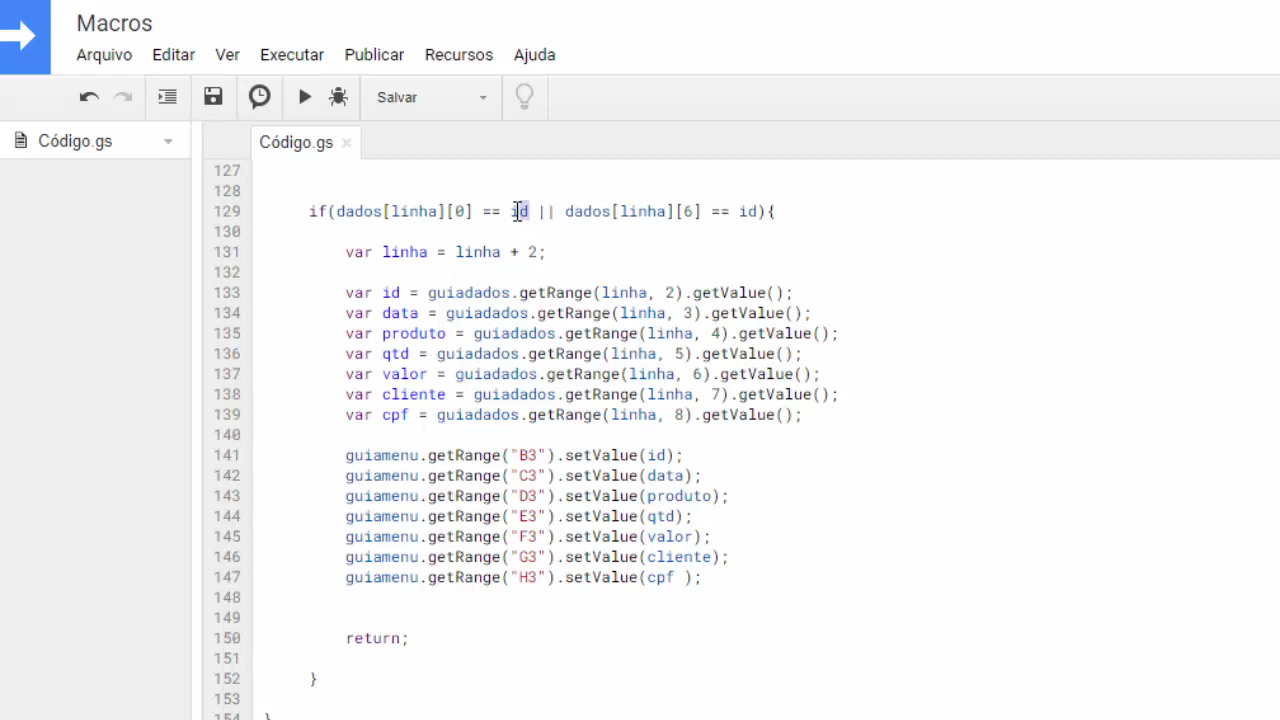 Macros
Arquivo Editar Ver Executar Publicar Recursos Ajuda
Salvar
Código.gs
Código.gs ×
127
128
129 if(dados[linha][0] == id || dados[linha][6] == id){
130
131 var linha = linha + 2;
132
133 var id = guiadados.getRange(linha, 2).getValue();
134 var data = guiadados.getRange(linha, 3).getValue();
135 var produto = guiadados.getRange(linha, 4).getValue();
136 var qtd = guiadados.getRange(linha, 5).getValue();
137 var valor = guiadados.getRange(linha, 6).getValue();
138 var cliente = guiadados.getRange(linha, 7).getValue();
139 var cpf = guiadados.getRange(linha, 8).getValue();
140
141 guiamenu.getRange("B3").setValue(id);
142 guiamenu.getRange("C3").setValue(data);
143 guiamenu.getRange("D3").setValue(produto);
144 guiamenu.getRange("E3").setValue(qtd);
145 guiamenu.getRange("F3").setValue(valor);
146 guiamenu.getRange("G3").setValue(cliente);
147 guiamenu.getRange("H3").setValue(cpf );
148
149
150 return;
151
152 }
153
154 }